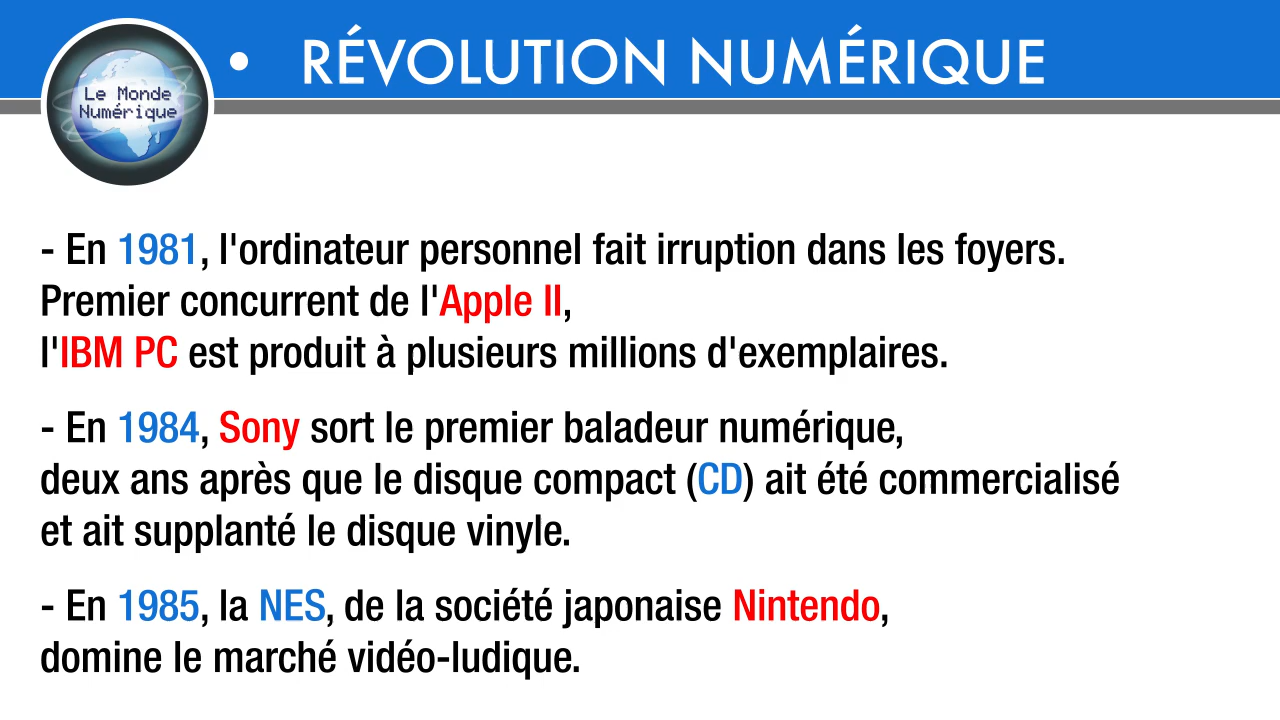 Le Monde
Numérique
• RÉVOLUTION NUMÉRIQUE
- En 1981, l'ordinateur personnel fait irruption dans les foyers.
Premier concurrent de l'Apple II,
l'IBM PC est produit à plusieurs millions d'exemplaires.
- En 1984, Sony sort le premier baladeur numérique,
deux ans après que le disque compact (CD) ait été commercialisé
et ait supplanté le disque vinyle.
- En 1985, la NES, de la société japonaise Nintendo,
domine le marché vidéo-ludique.